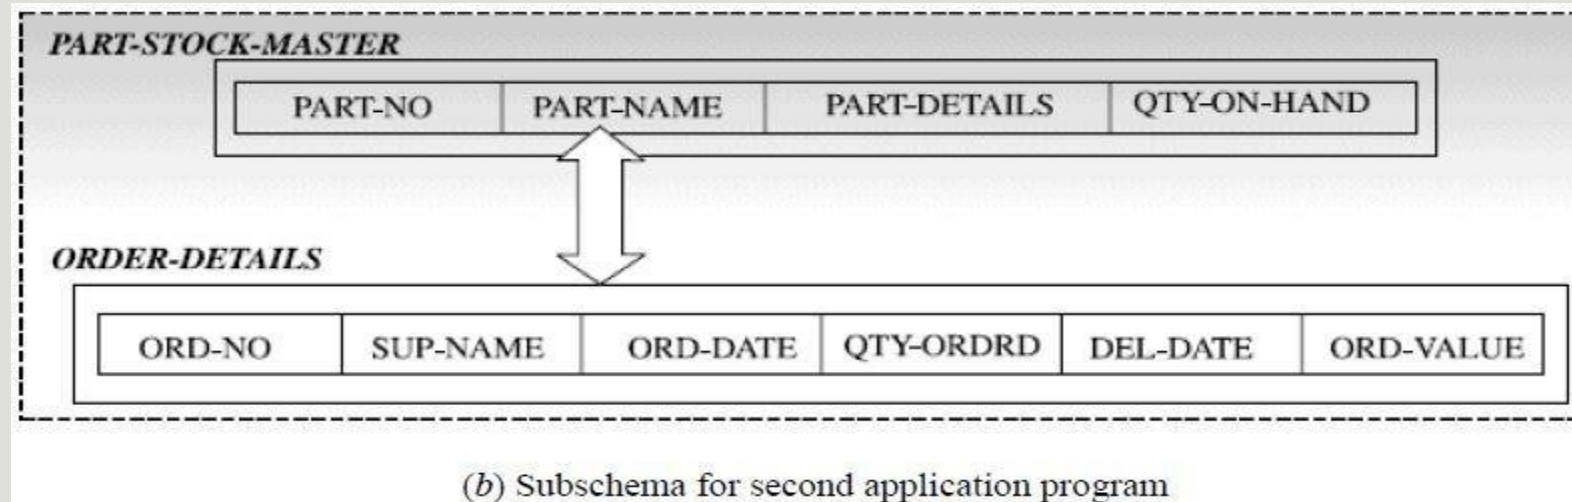 PART-STOCK-MASTER
PART-NO PART-NAME PART-DETAILS QTY-ON-HAND
ORDER-DETAILS
ORD-NO SUP-NAME ORD-DATE QTY-ORDRD DEL-DATE ORD-VALUE
(b) Subschema for second application program